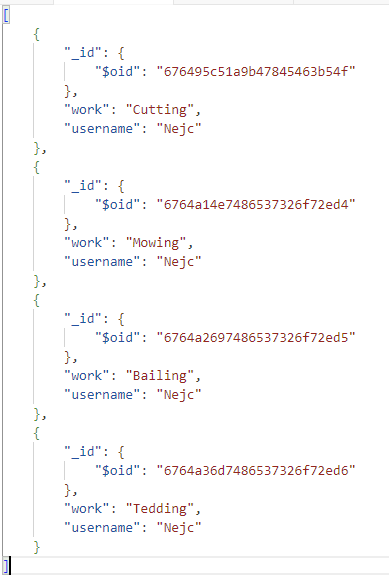 [
    {
        "_id": {
            "$oid": "676495c51a9b47845463b54f"
        },
        "work": "Cutting",
        "username": "Nejc"
    },
    {
        "_id": {
            "$oid": "6764a14e7486537326f72ed4"
        },
        "work": "Mowing",
        "username": "Nejc"
    },
    {
        "_id": {
            "$oid": "6764a2697486537326f72ed5"
        },
        "work": "Bailing",
        "username": "Nejc"
    },
    {
        "_id": {
            "$oid": "6764a36d7486537326f72ed6"
        },
        "work": "Tedding",
        "username": "Nejc"
    }
]